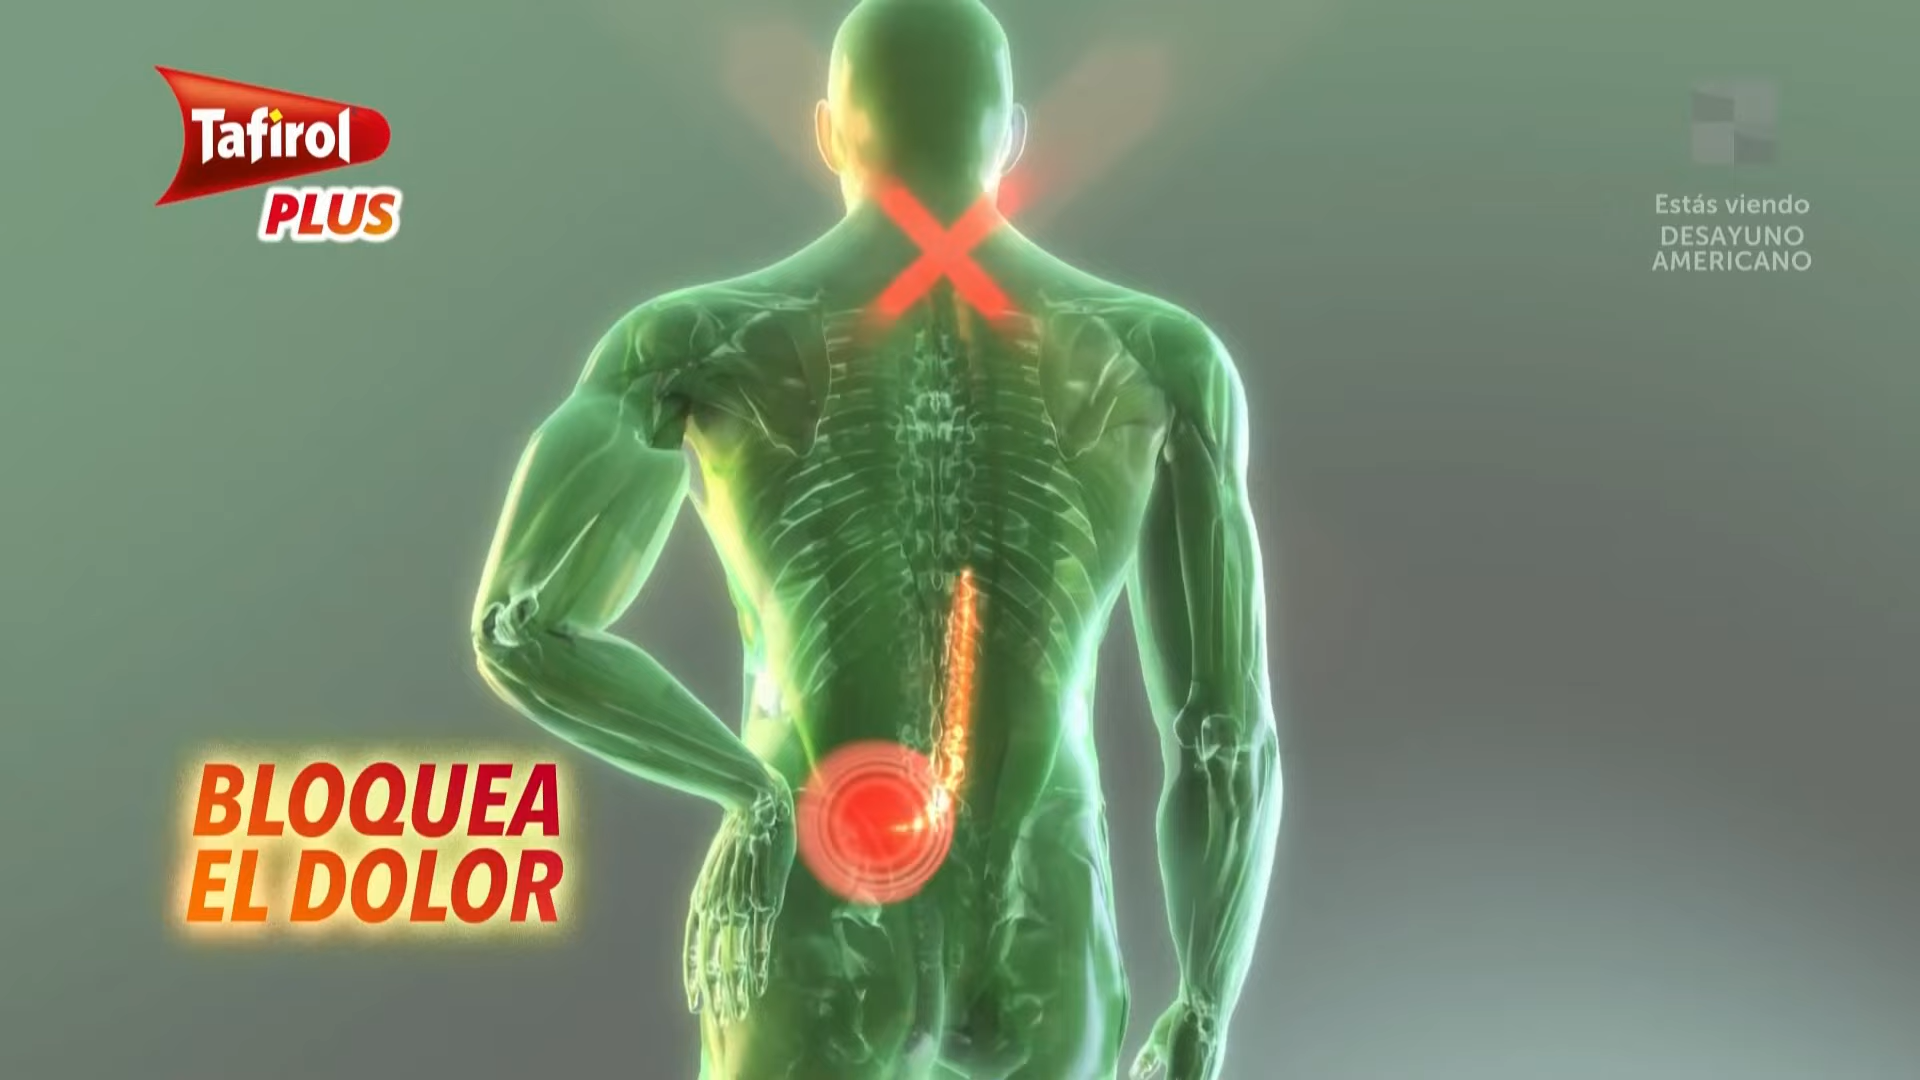 Tafirol
PLUS
Estás viendo
DESAYUNO
AMERICANO
BLOQUEA
EL DOLOR